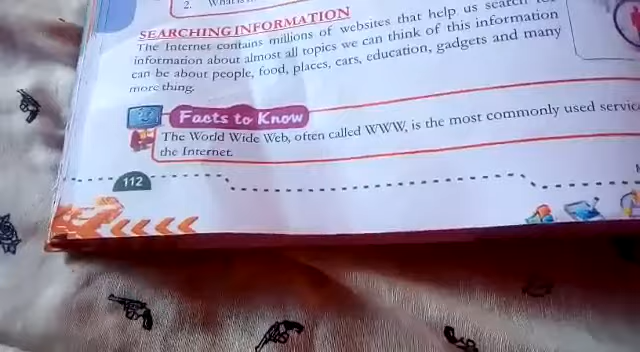 2. What is
SEARCHING INFORMATION
The Internet contains millions of websites that help us search for
information about almost all topics we can think of this information
can be about people, food, places, cars, education, gadgets and many
more thing.
Facts to Know
The World Wide Web, often called WWW, is the most commonly used
the Internet.
112